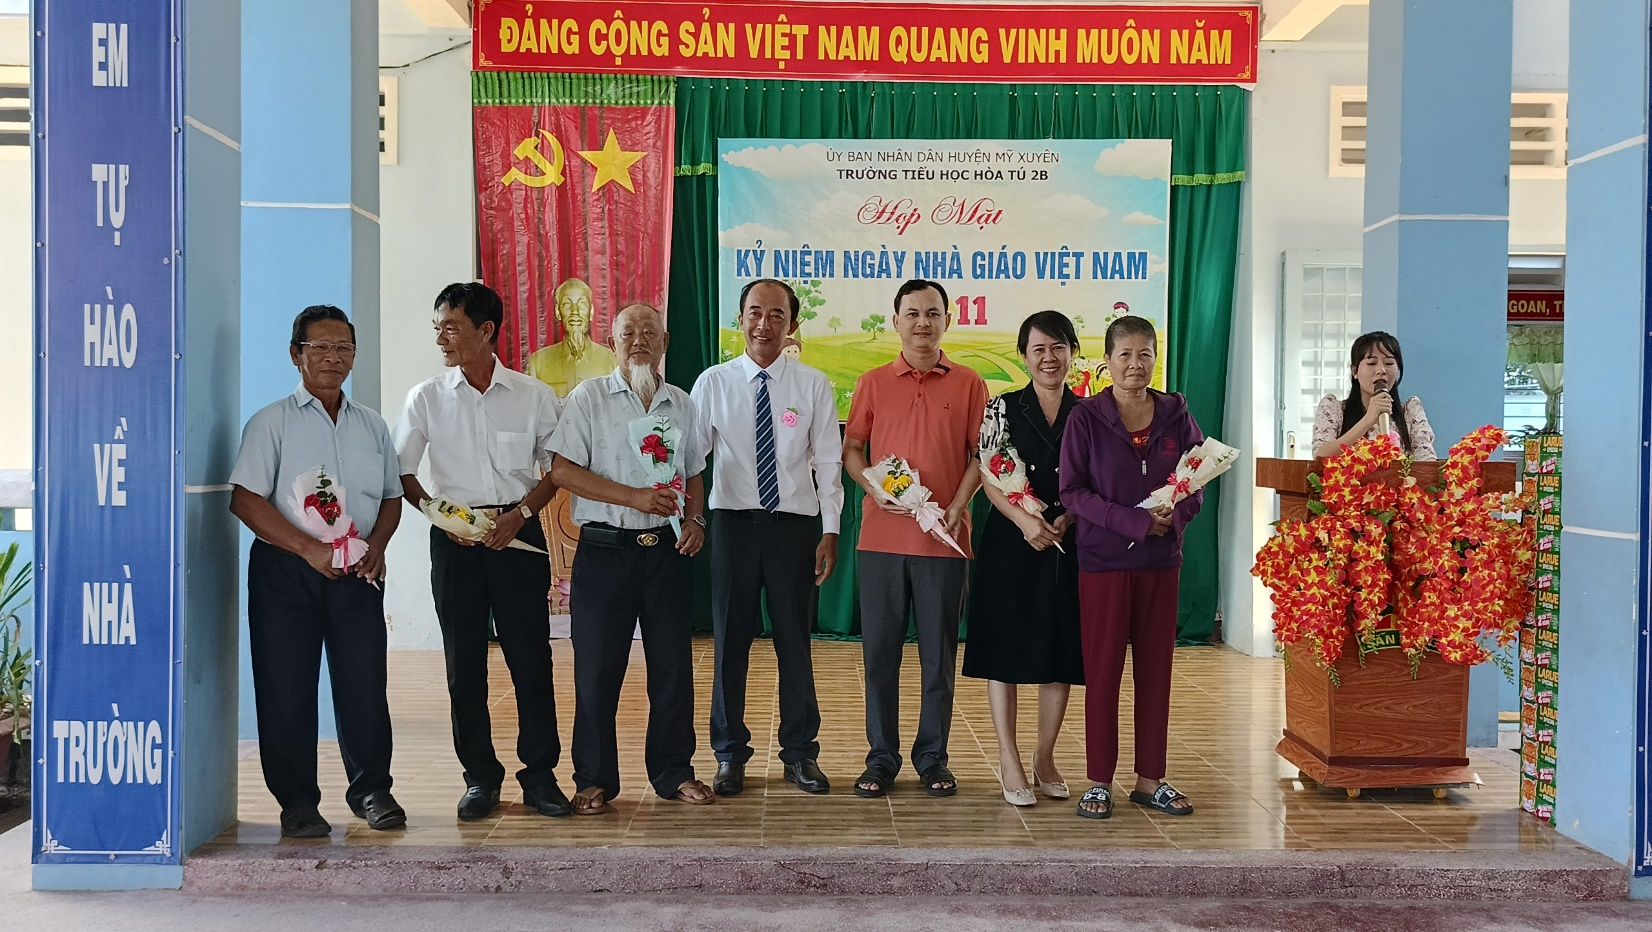 ĐẢNG CỘNG SẢN VIỆT NAM QUANG VINH MUÔN NĂM
ỦY BAN NHÂN DÂN HUYỆN MỸ XUYÊN
TRƯỜNG TIỂU HỌC HÒA TÚ 2B
Họp Mặt
KỶ NIỆM NGÀY NHÀ GIÁO VIỆT NAM
11
EM
TỰ
HÀO
VỀ
NHÀ
TRƯỜNG
GOAN, T
LARUE